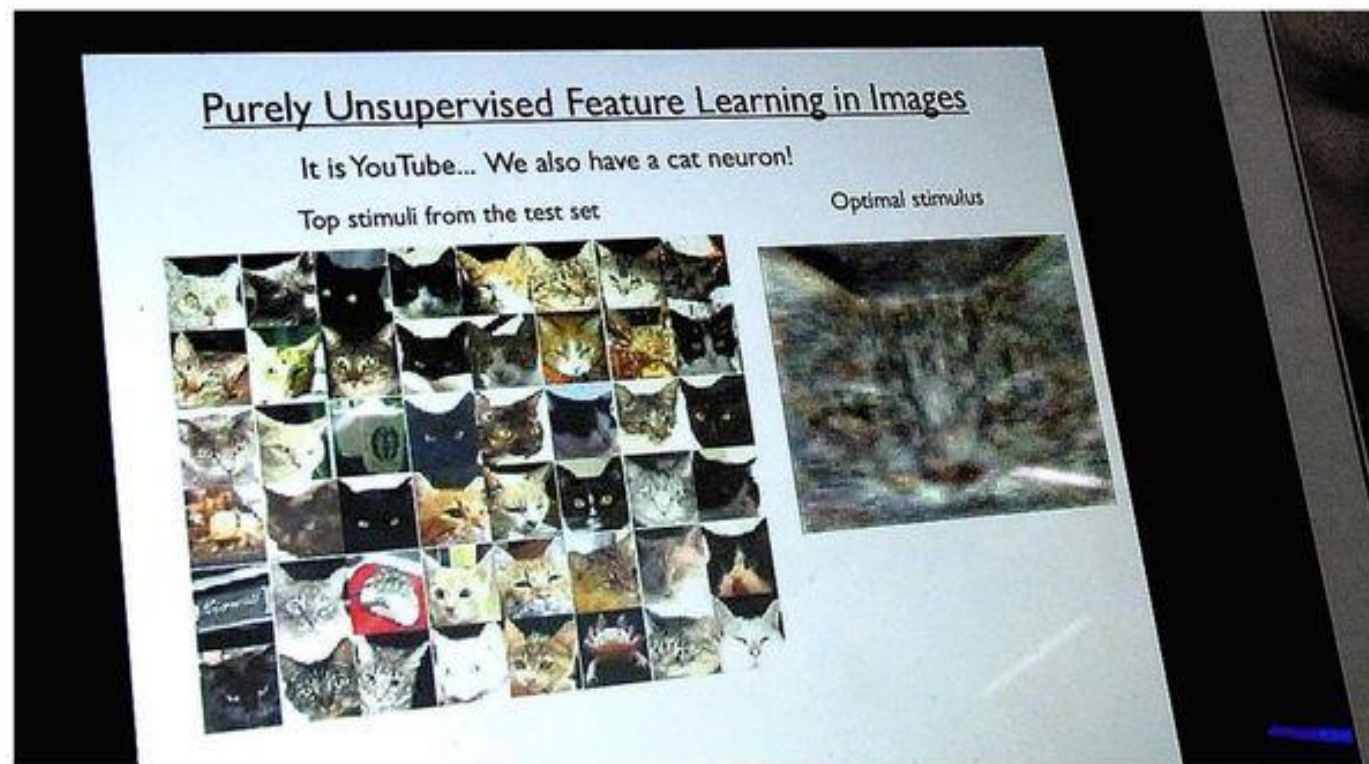 Purely Unsupervised Feature Learning in Images
It is YouTube... We also have a cat neuron!
Top stimuli from the test set
Optimal stimulus